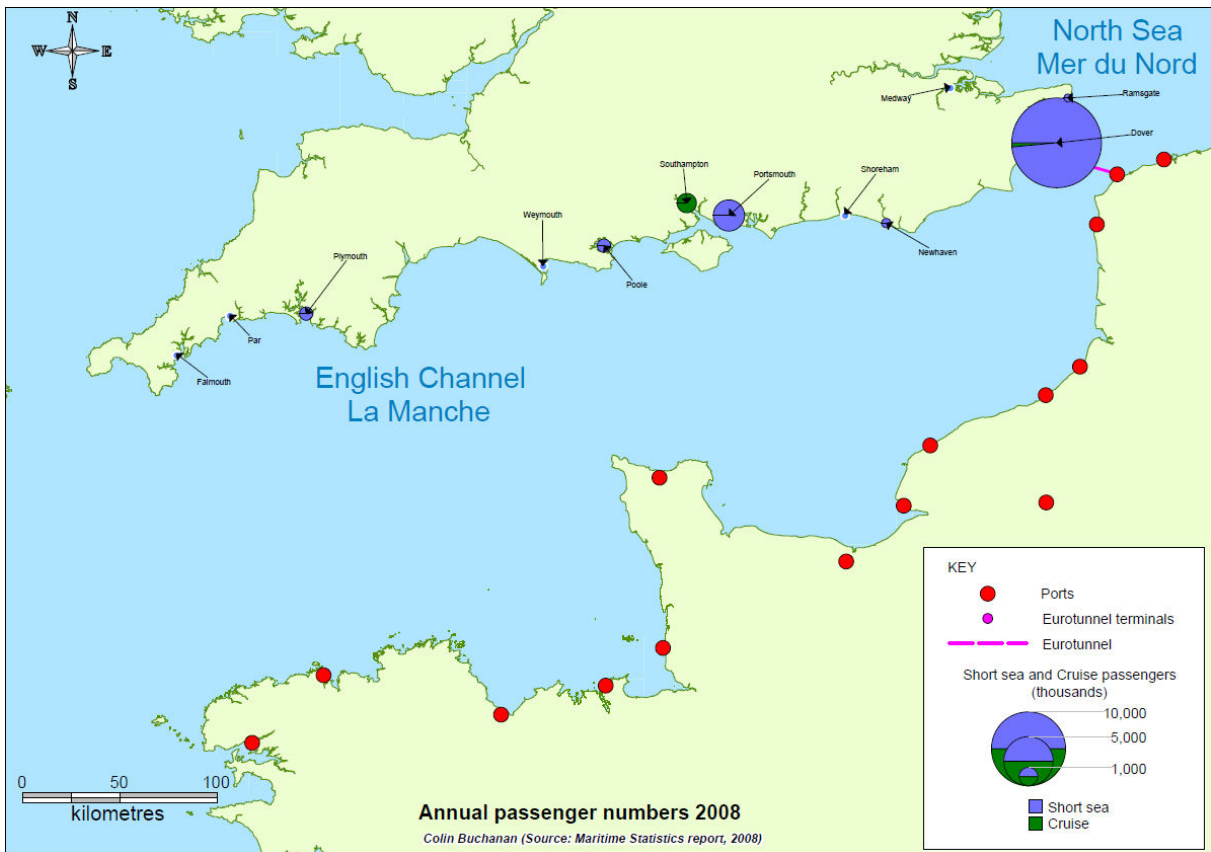 N
W E
S
North Sea
Mer du Nord
Medway
Ramsgate
Dover
Southampton
Portsmouth
Shoreham
Weymouth
Newhaven
Poole
Plymouth
Par
Falmouth
English Channel
La Manche
KEY
Ports
Eurotunnel terminals
Eurotunnel
Short sea and Cruise passengers
(thousands)
10,000
5,000
1,000
Short sea
Cruise
0 50 100
kilometres
Annual passenger numbers 2008
Colin Buchanan (Source: Maritime Statistics report, 2008)